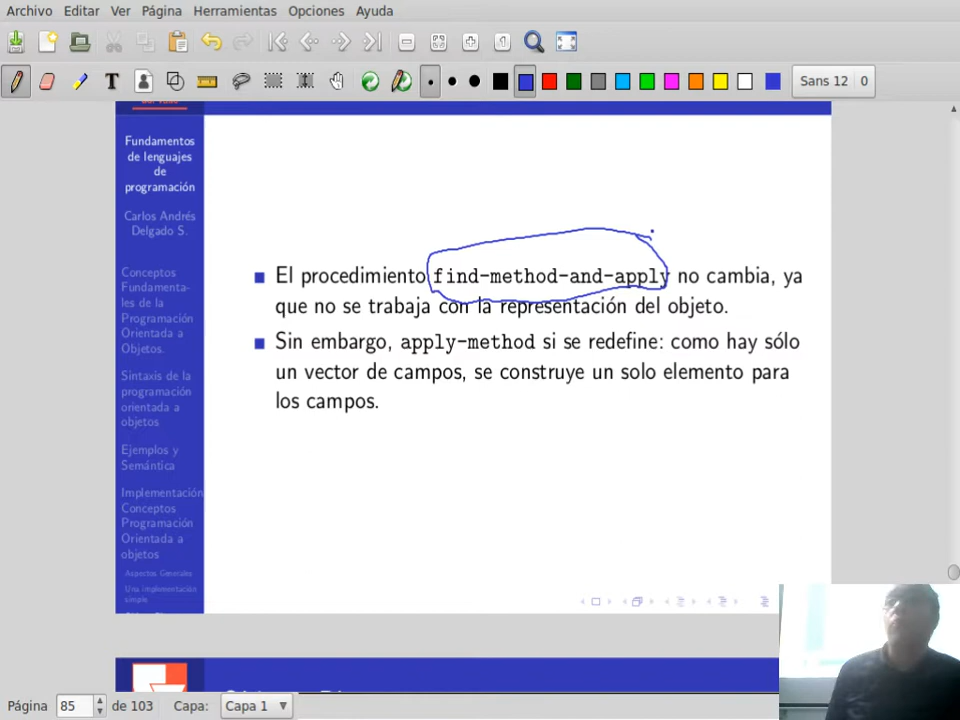 Archivo Editar Ver Página Herramientas Opciones Ayuda
Sans 12 0
Fundamentos
de lenguajes
de
programación
Carlos Andrés
Delgado S.
Conceptos
Fundamenta-
les de la
Programación
Orientada a
Objetos.
Sintaxis de la
programación
orientada a
objetos
Ejemplos y
Semántica
Implementación
Conceptos
Programación
Orientada a
objetos
Aspectos Generales
Una implementación
simple
El procedimiento find-method-and-apply no cambia, ya
que no se trabaja con la representación del objeto.
Sin embargo, apply-method si se redefine: como hay sólo
un vector de campos, se construye un solo elemento para
los campos.
Página 85 de 103 Capa: Capa 1